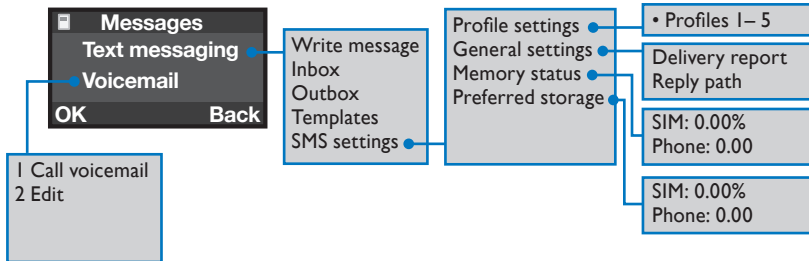 Messages
Text messaging
Voicemail
OK Back
1 Call voicemail
2 Edit
Write message
Inbox
Outbox
Templates
SMS settings
Profile settings
General settings
Memory status
Preferred storage
• Profiles 1– 5
Delivery report
Reply path
SIM: 0.00%
Phone: 0.00
SIM: 0.00%
Phone: 0.00